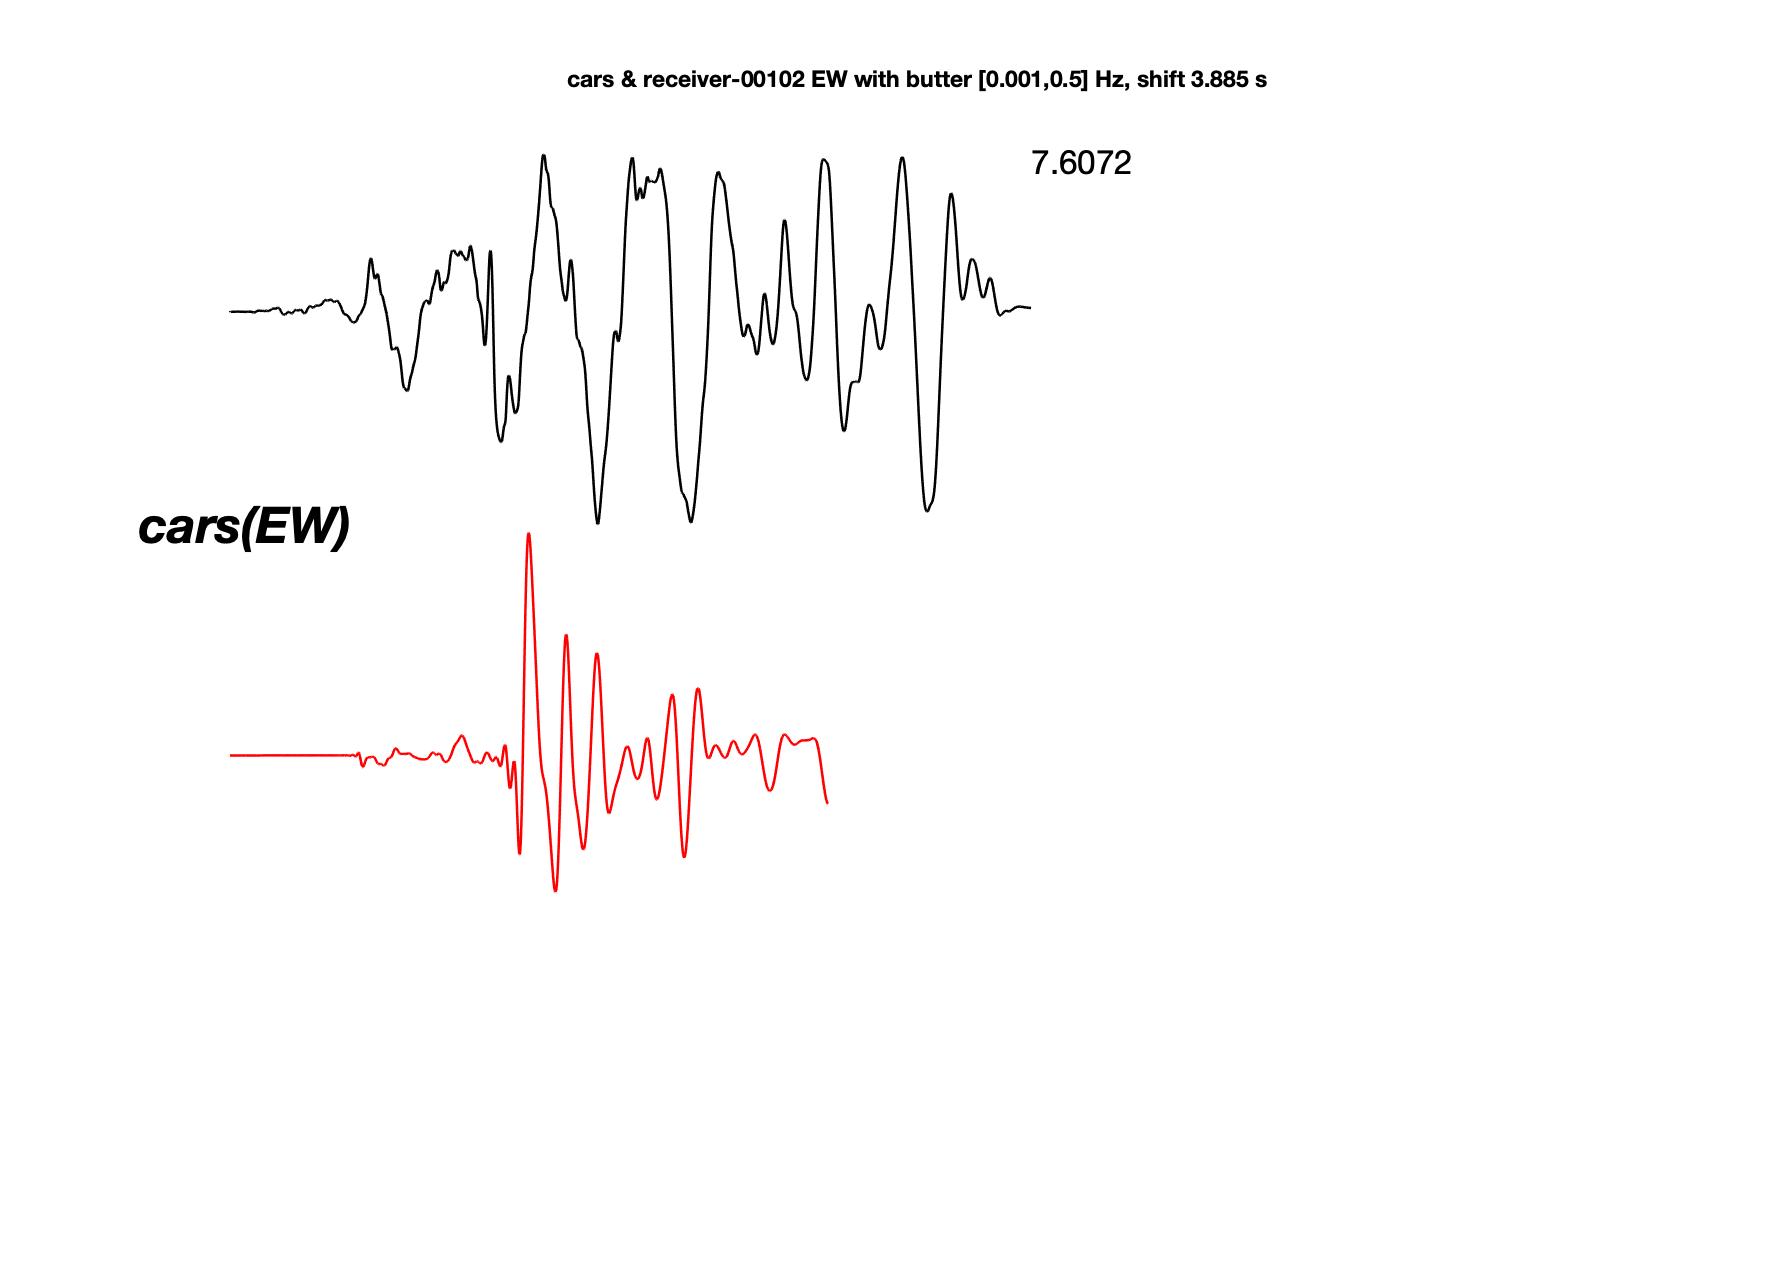 cars & receiver-00102 EW with butter [0.001,0.5] Hz, shift 3.885 s
7.6072
cars(EW)